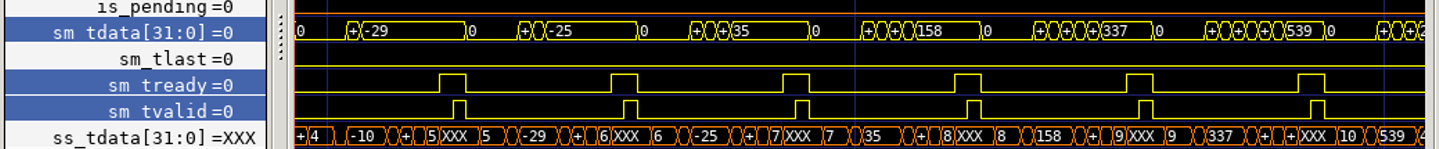 is_pending=0
sm_tdata[31:0]=0 0 + -29 0 + -25 0 + +35 0 + + 158 0 + + +337 0 + + + +539 0 + +2
sm_tlast=0
sm_tready=0
sm_tvalid=0
ss_tdata[31:0]=XXX +4 -10 + 5 XXX 5 -29 + 6 XXX 6 -25 + 7 XXX 7 35 + 8 XXX 8 158 + 9 XXX 9 337 + +XXX 10 539 4